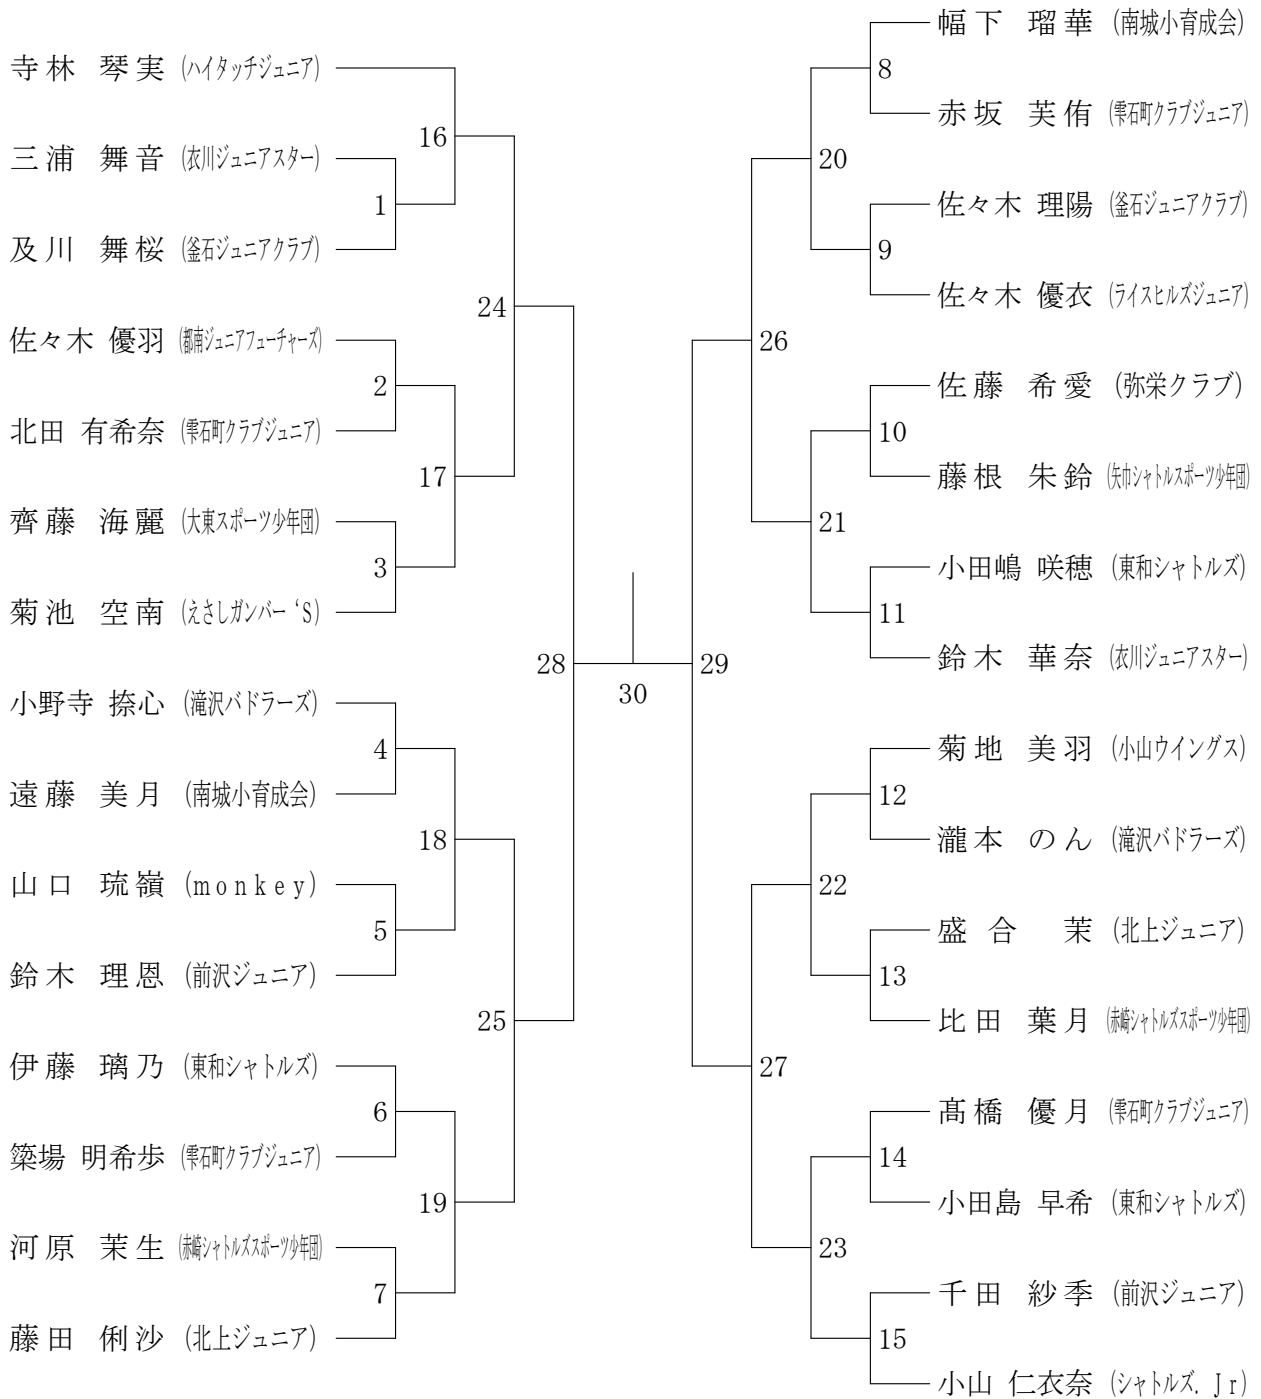 寺林 琴実 (ハイタッチジュニア)
三浦 舞音 (衣川ジュニアスター)
及川 舞桜 (釜石ジュニアクラブ)
佐々木 優羽 (都南ジュニアフューチャーズ)
北田 有希奈 (雫石町クラブジュニア)
齊藤 海麗 (大東スポーツ少年団)
菊池 空南 (えさしガンバー‘S)
小野寺 捺心 (滝沢バドラーズ)
遠藤 美月 (南城小育成会)
山口 琉嶺 (monkey)
鈴木 理恩 (前沢ジュニア)
伊藤 璃乃 (東和シャトルズ)
簗場 明希歩 (雫石町クラブジュニア)
河原 茉生 (赤崎シャトルズスポーツ少年団)
藤田 俐沙 (北上ジュニア)
1
2
3
4
5
6
7
16
17
18
19
24
25
28
30
29
26
27
20
21
22
23
8
9
10
11
12
13
14
15
幅下 瑠華 (南城小育成会)
赤坂 芙侑 (雫石町クラブジュニア)
佐々木 理陽 (釜石ジュニアクラブ)
佐々木 優衣 (ライスヒルズジュニア)
佐藤 希愛 (弥栄クラブ)
藤根 朱鈴 (矢巾シャトルスポーツ少年団)
小田嶋 咲穂 (東和シャトルズ)
鈴木 華奈 (衣川ジュニアスター)
菊地 美羽 (小山ウイングス)
瀧本 のん (滝沢バドラーズ)
盛合 茉 (北上ジュニア)
比田 葉月 (赤崎シャトルズスポーツ少年団)
髙橋 優月 (雫石町クラブジュニア)
小田島 早希 (東和シャトルズ)
千田 紗季 (前沢ジュニア)
小山 仁衣奈 (シャトルズ.Jr)